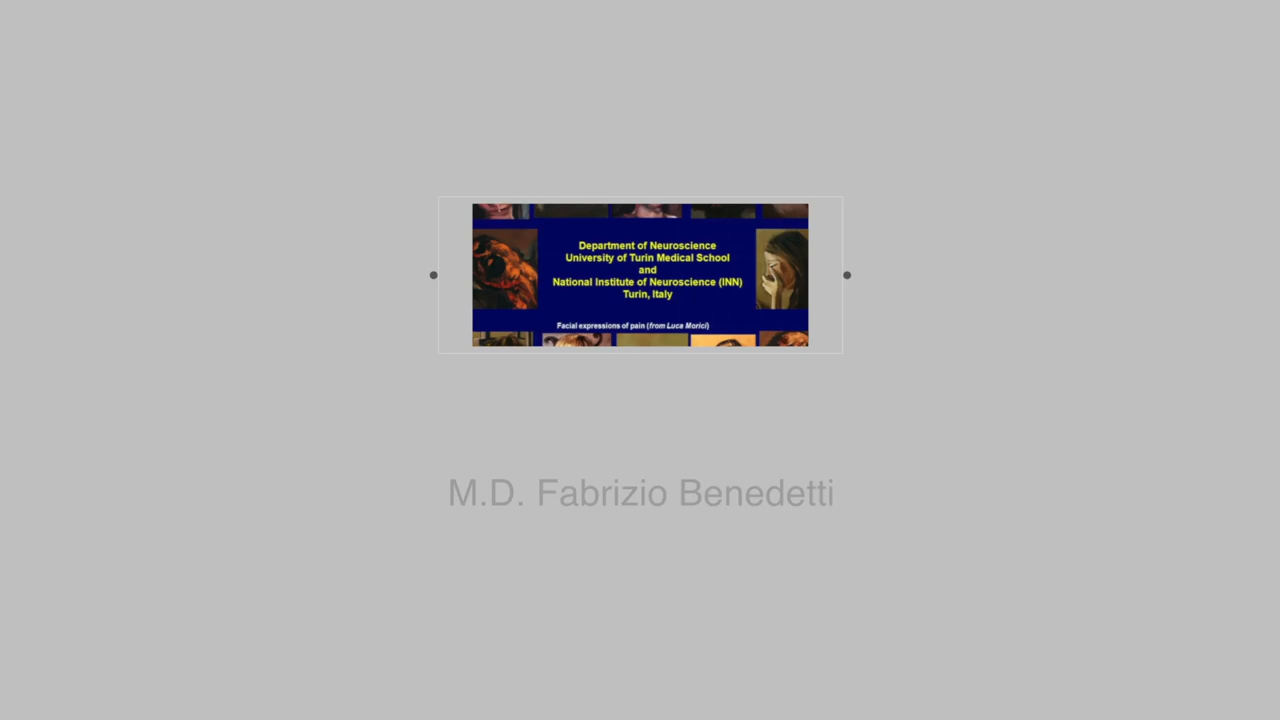 Department of Neuroscience
University of Turin Medical School
and
National Institute of Neuroscience (INN)
Turin, Italy
Facial expressions of pain (from Luca Morici)
M.D. Fabrizio Benedetti